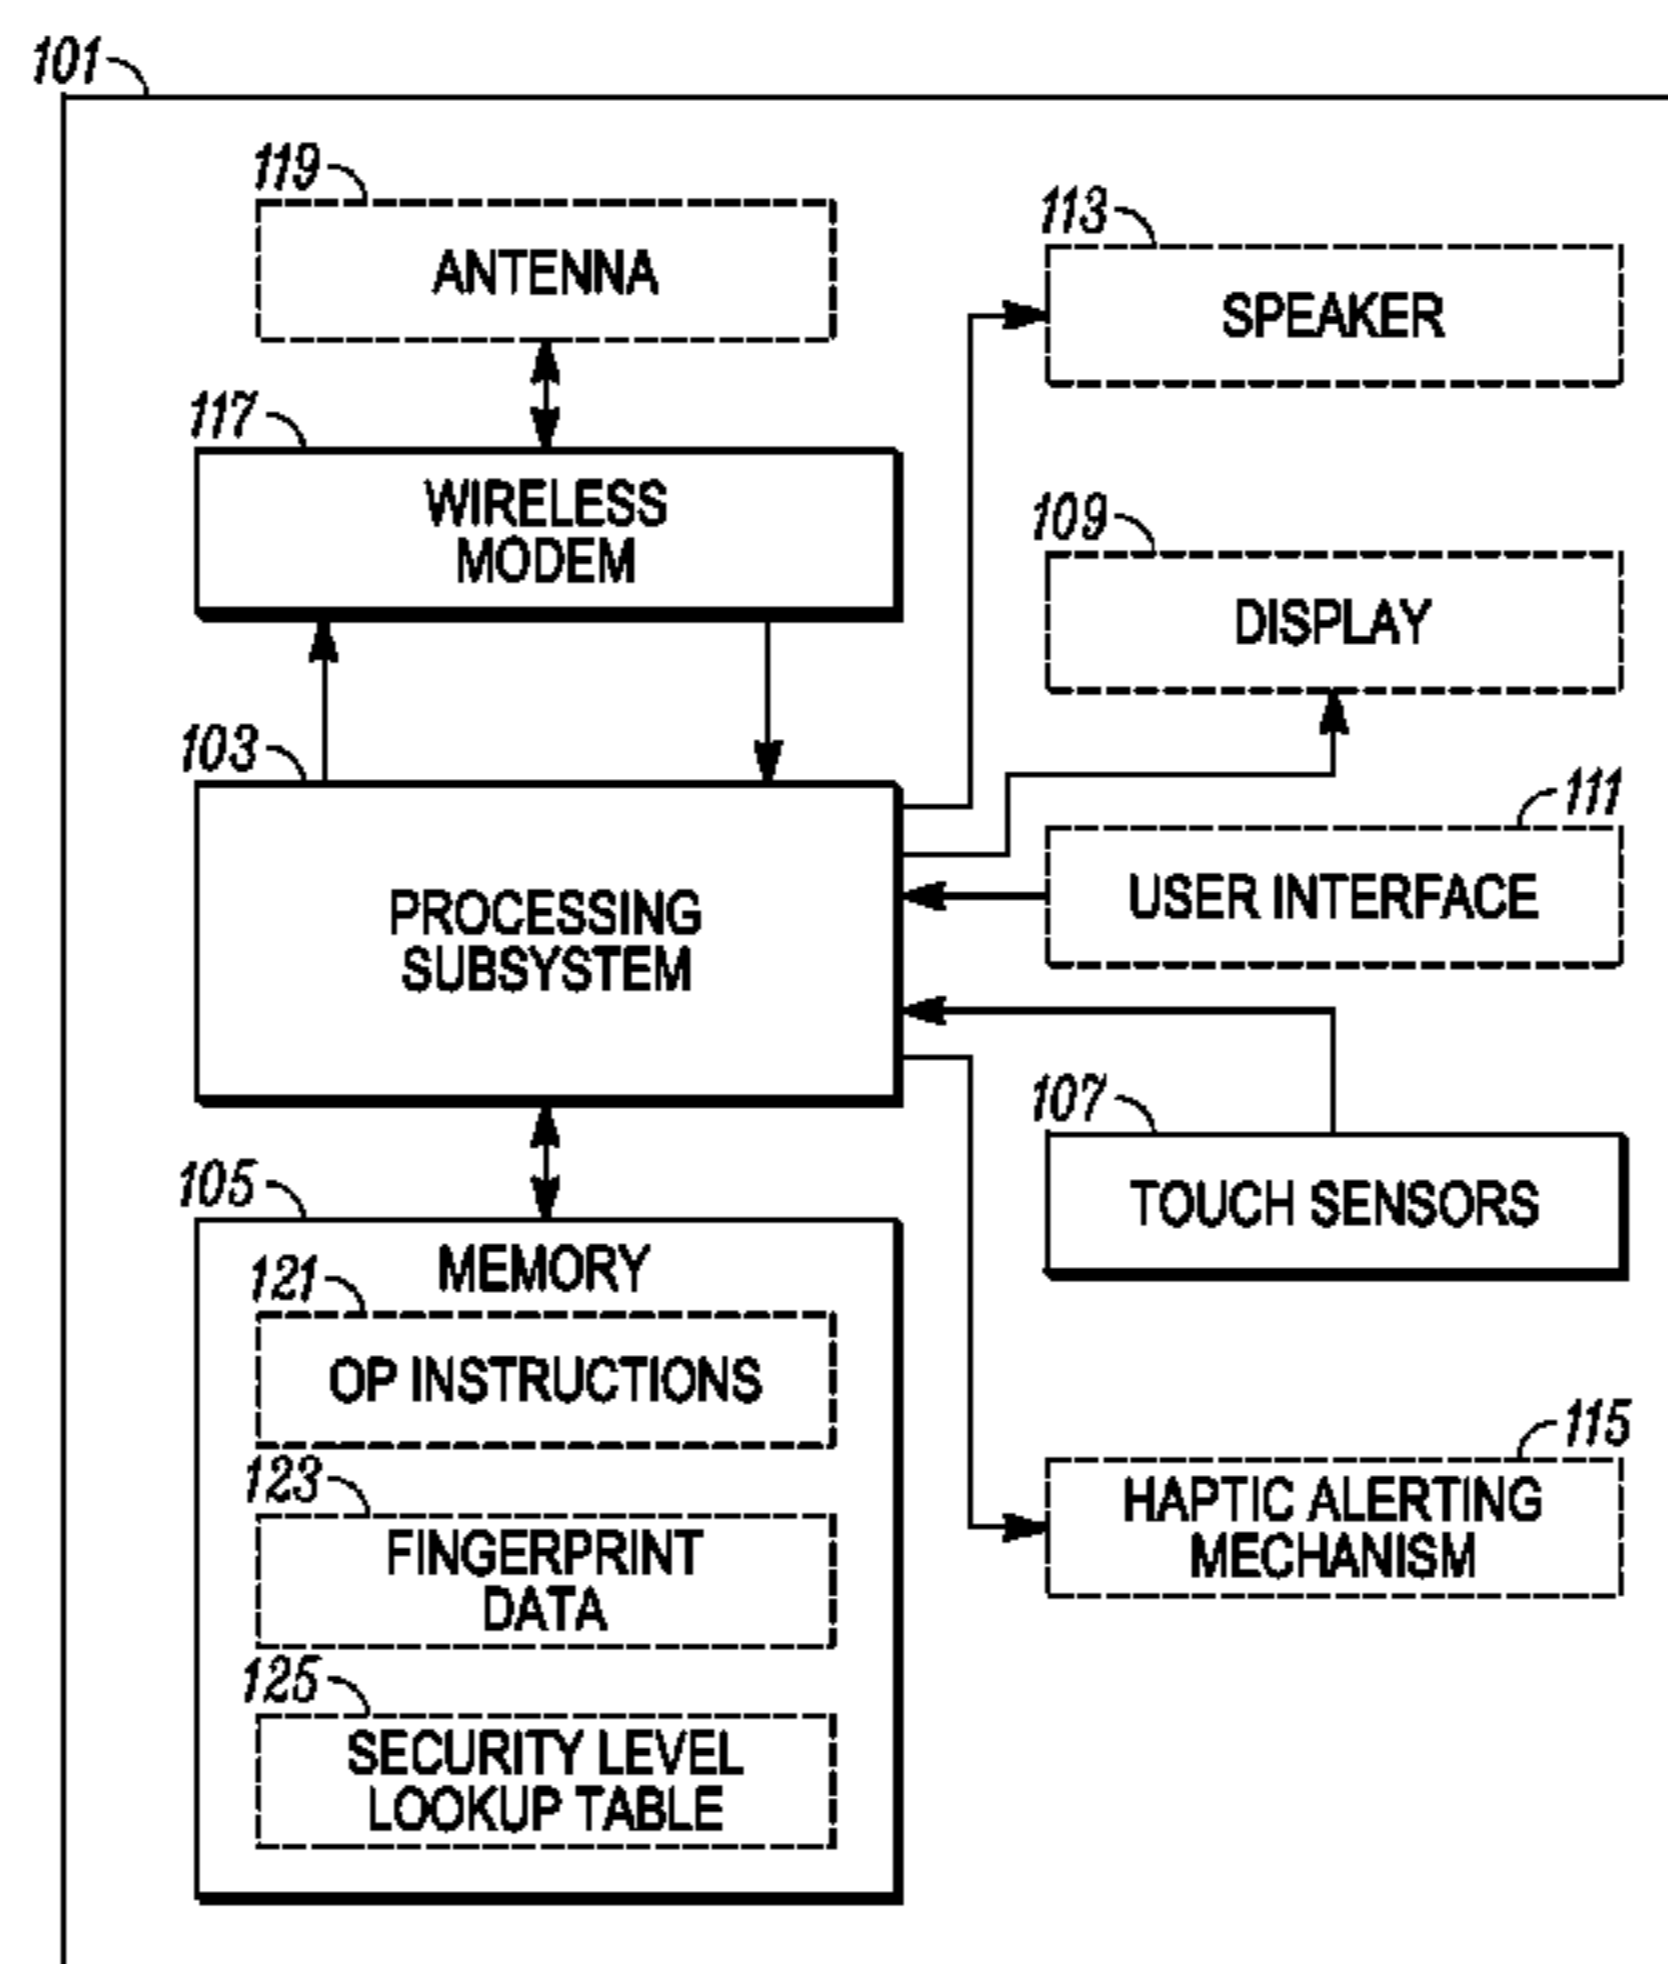 101
119
ANTENNA
113
SPEAKER
117
WIRELESS
MODEM
109
DISPLAY
103
PROCESSING
SUBSYSTEM
111
USER INTERFACE
107
TOUCH SENSORS
105
MEMORY
121
OP INSTRUCTIONS
123
FINGERPRINT
DATA
125
SECURITY LEVEL
LOOKUP TABLE
115
HAPTIC ALERTING
MECHANISM